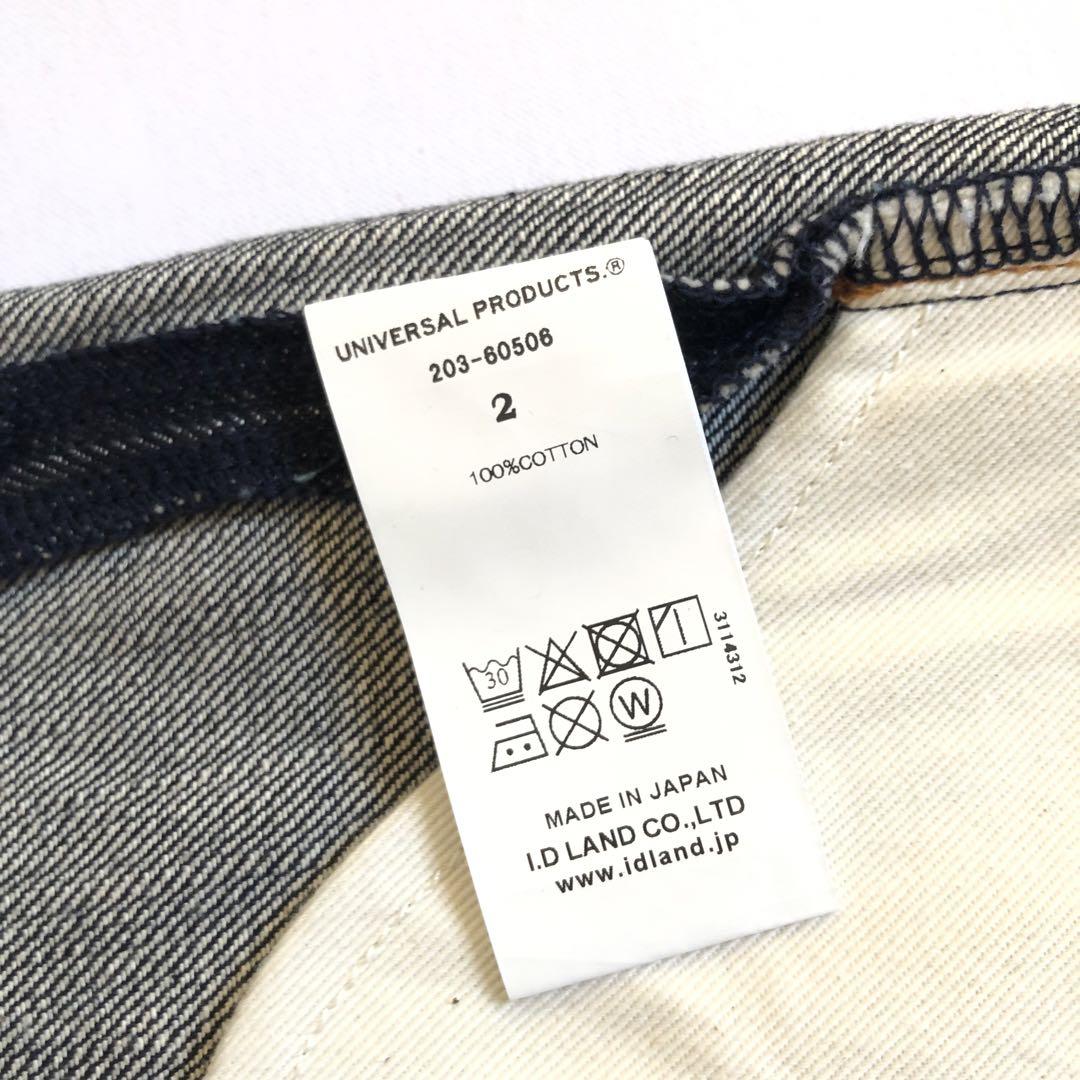 UNIVERSAL PRODUCTS.®
203-60506
2
100%COTTON
30
3114312
W
MADE IN JAPAN
I.D LAND CO.,LTD
www.idland.jp